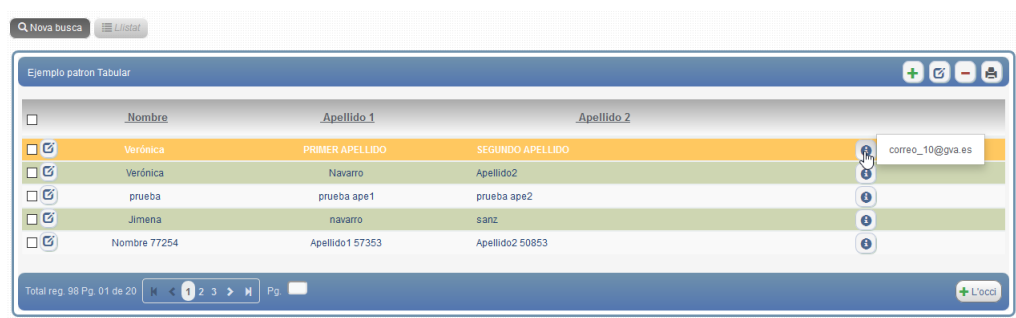 Nova busca Llistat
Ejemplo patron Tabular
Nombre Apellido 1 Apellido 2
Verónica PRIMER APELLIDO SEGUNDO APELLIDO correo_10@gva.es
Verónica Navarro Apellido2
prueba prueba ape1 prueba ape2
Jimena navarro sanz
Nombre 77254 Apellido1 57353 Apellido2 50853
Total reg. 98 Pg. 01 de 20 1 2 3 Pg. L'occi